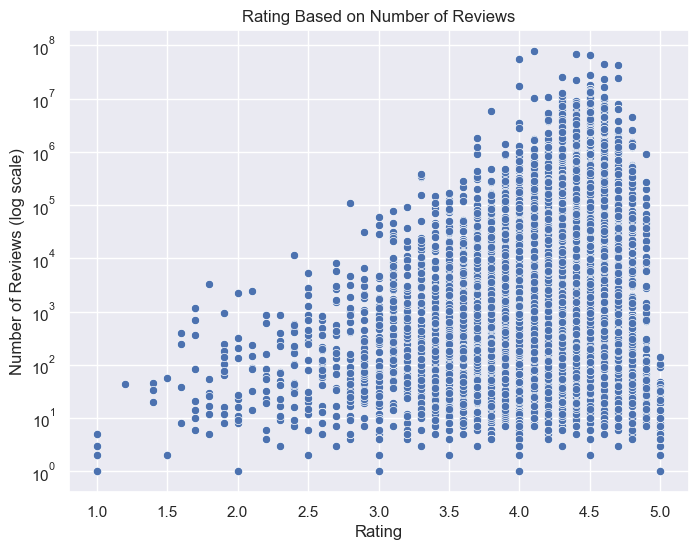 Rating Based on Number of Reviews
Number of Reviews (log scale)
10^8
10^7
10^6
10^5
10^4
10^3
10^2
10^1
10^0
1.0 1.5 2.0 2.5 3.0 3.5 4.0 4.5 5.0
Rating